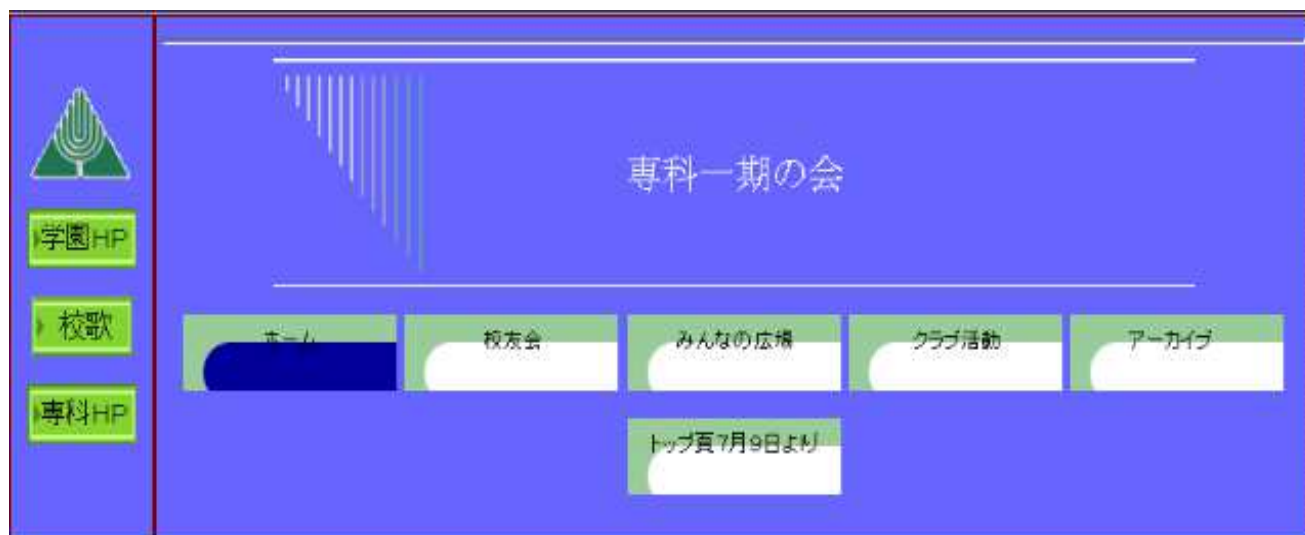 専科一期の会
学園HP
校歌
専科HP
ホーム
校友会
みんなの広場
クラブ活動
アーカイブ
トップ頁7月9日より